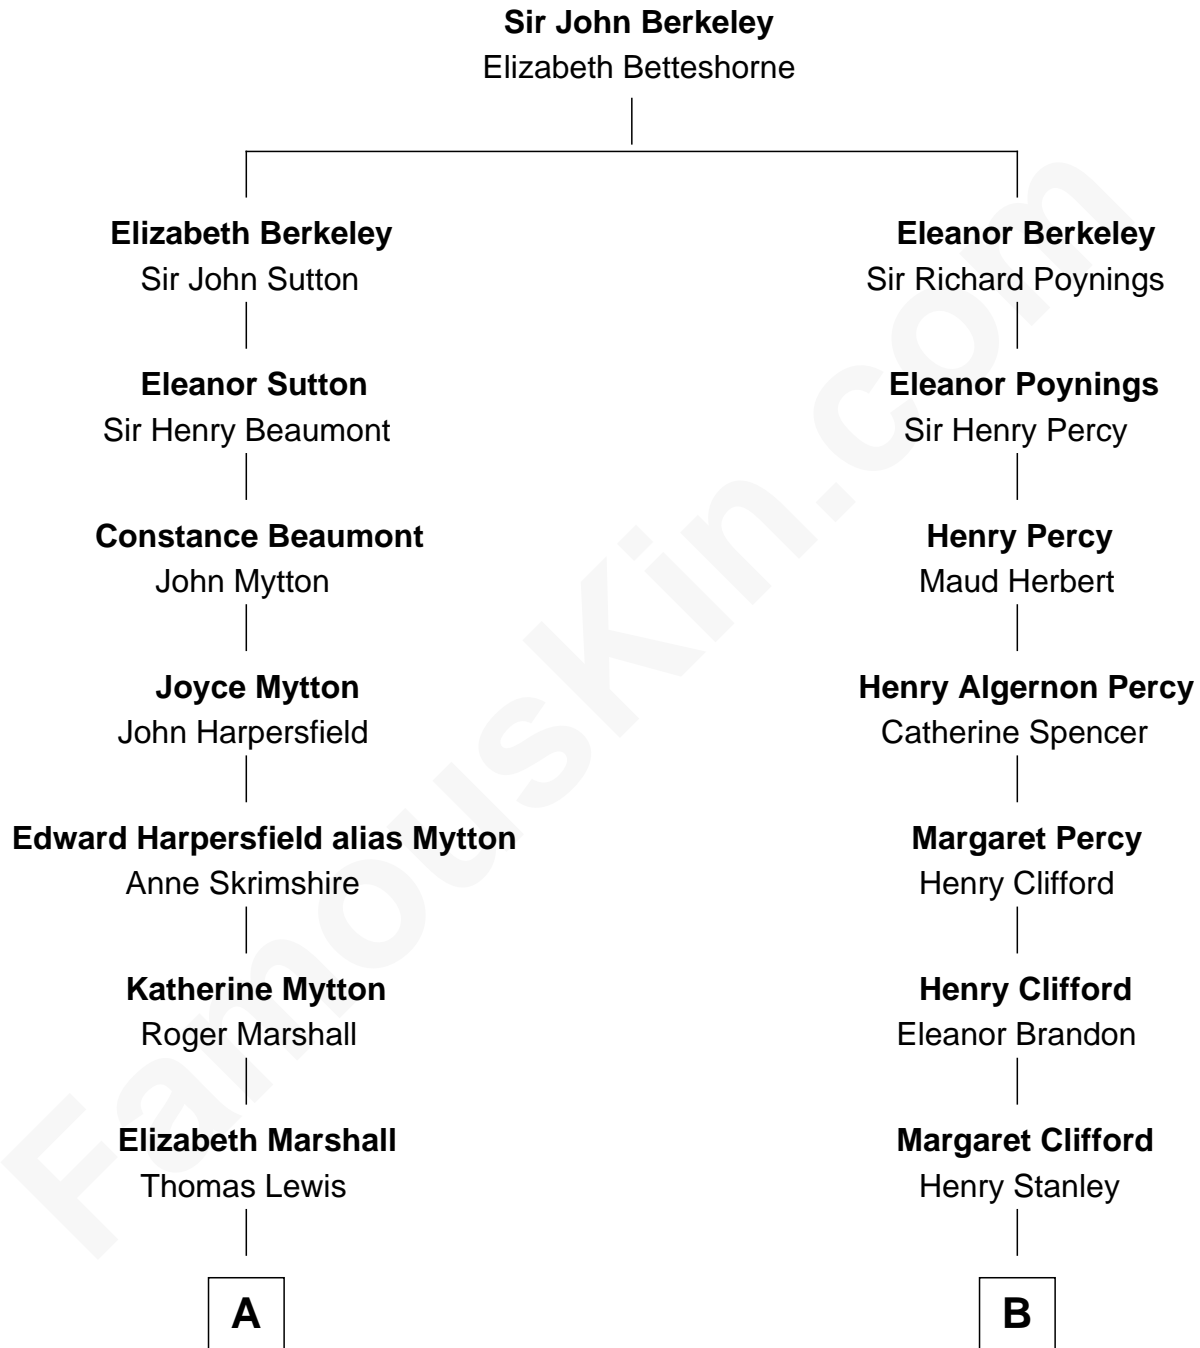 Sir John Berkeley
Elizabeth Betteshorne
Elizabeth Berkeley
Sir John Sutton
Eleanor Berkeley
Sir Richard Poynings
Eleanor Sutton
Sir Henry Beaumont
Eleanor Poynings
Sir Henry Percy
Constance Beaumont
John Mytton
Henry Percy
Maud Herbert
Joyce Mytton
John Harpersfield
Henry Algernon Percy
Catherine Spencer
Edward Harpersfield alias Mytton
Anne Skrimshire
Margaret Percy
Henry Clifford
Katherine Mytton
Roger Marshall
Henry Clifford
Eleanor Brandon
Elizabeth Marshall
Thomas Lewis
Margaret Clifford
Henry Stanley
A
B
FamousKin.com